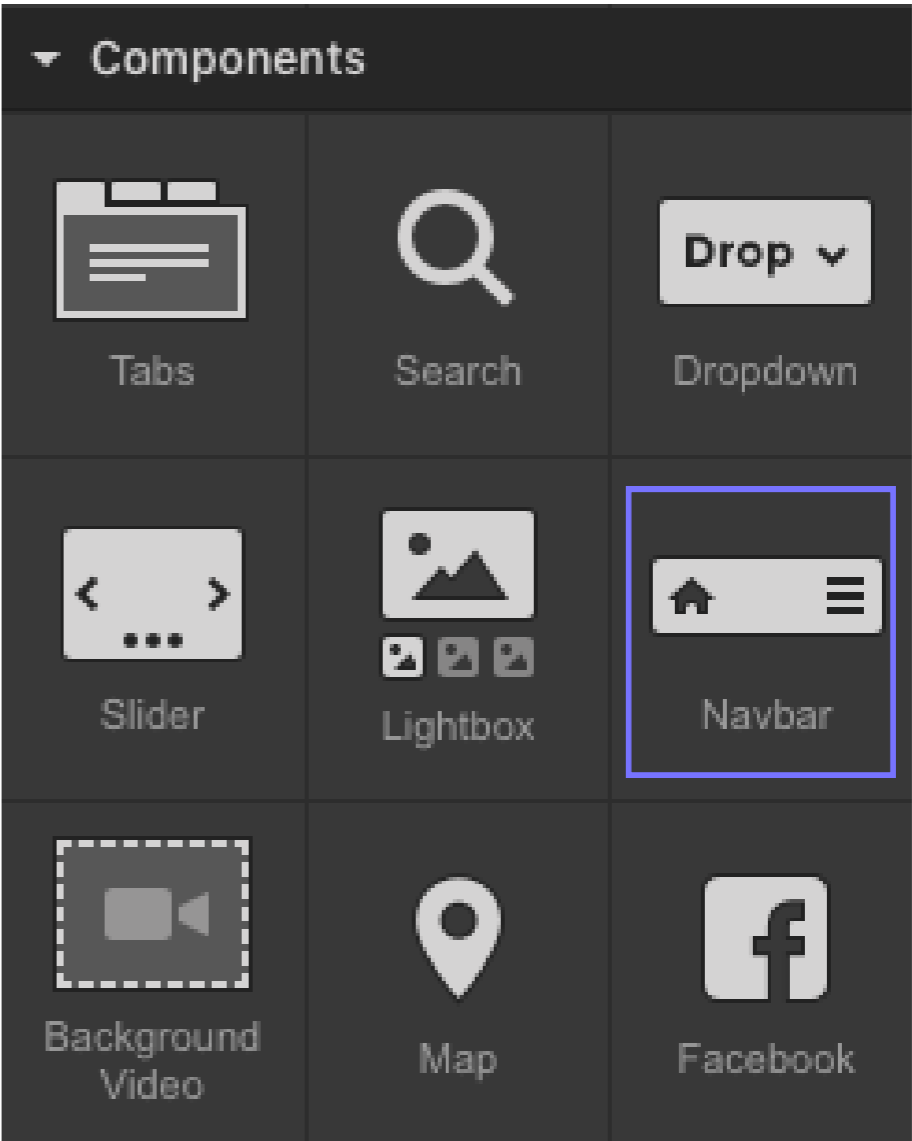 Components
Drop
Tabs
Search
Dropdown
Slider
Lightbox
Navbar
Background
Video
Map
Facebook